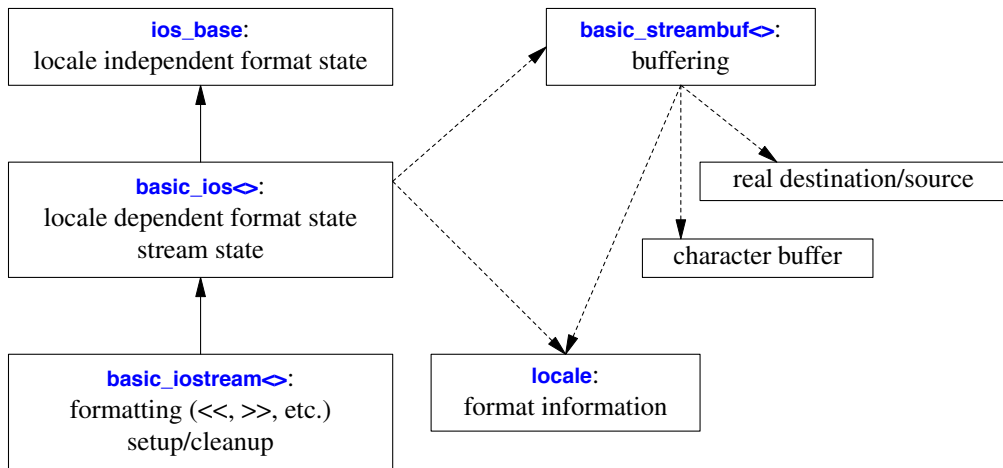 ios_base:
locale independent format state
basic_streambuf<>:
buffering
basic_ios<>:
locale dependent format state
stream state
real destination/source
character buffer
basic_iostream<>:
formatting (<<, >>, etc.)
setup/cleanup
locale:
format information